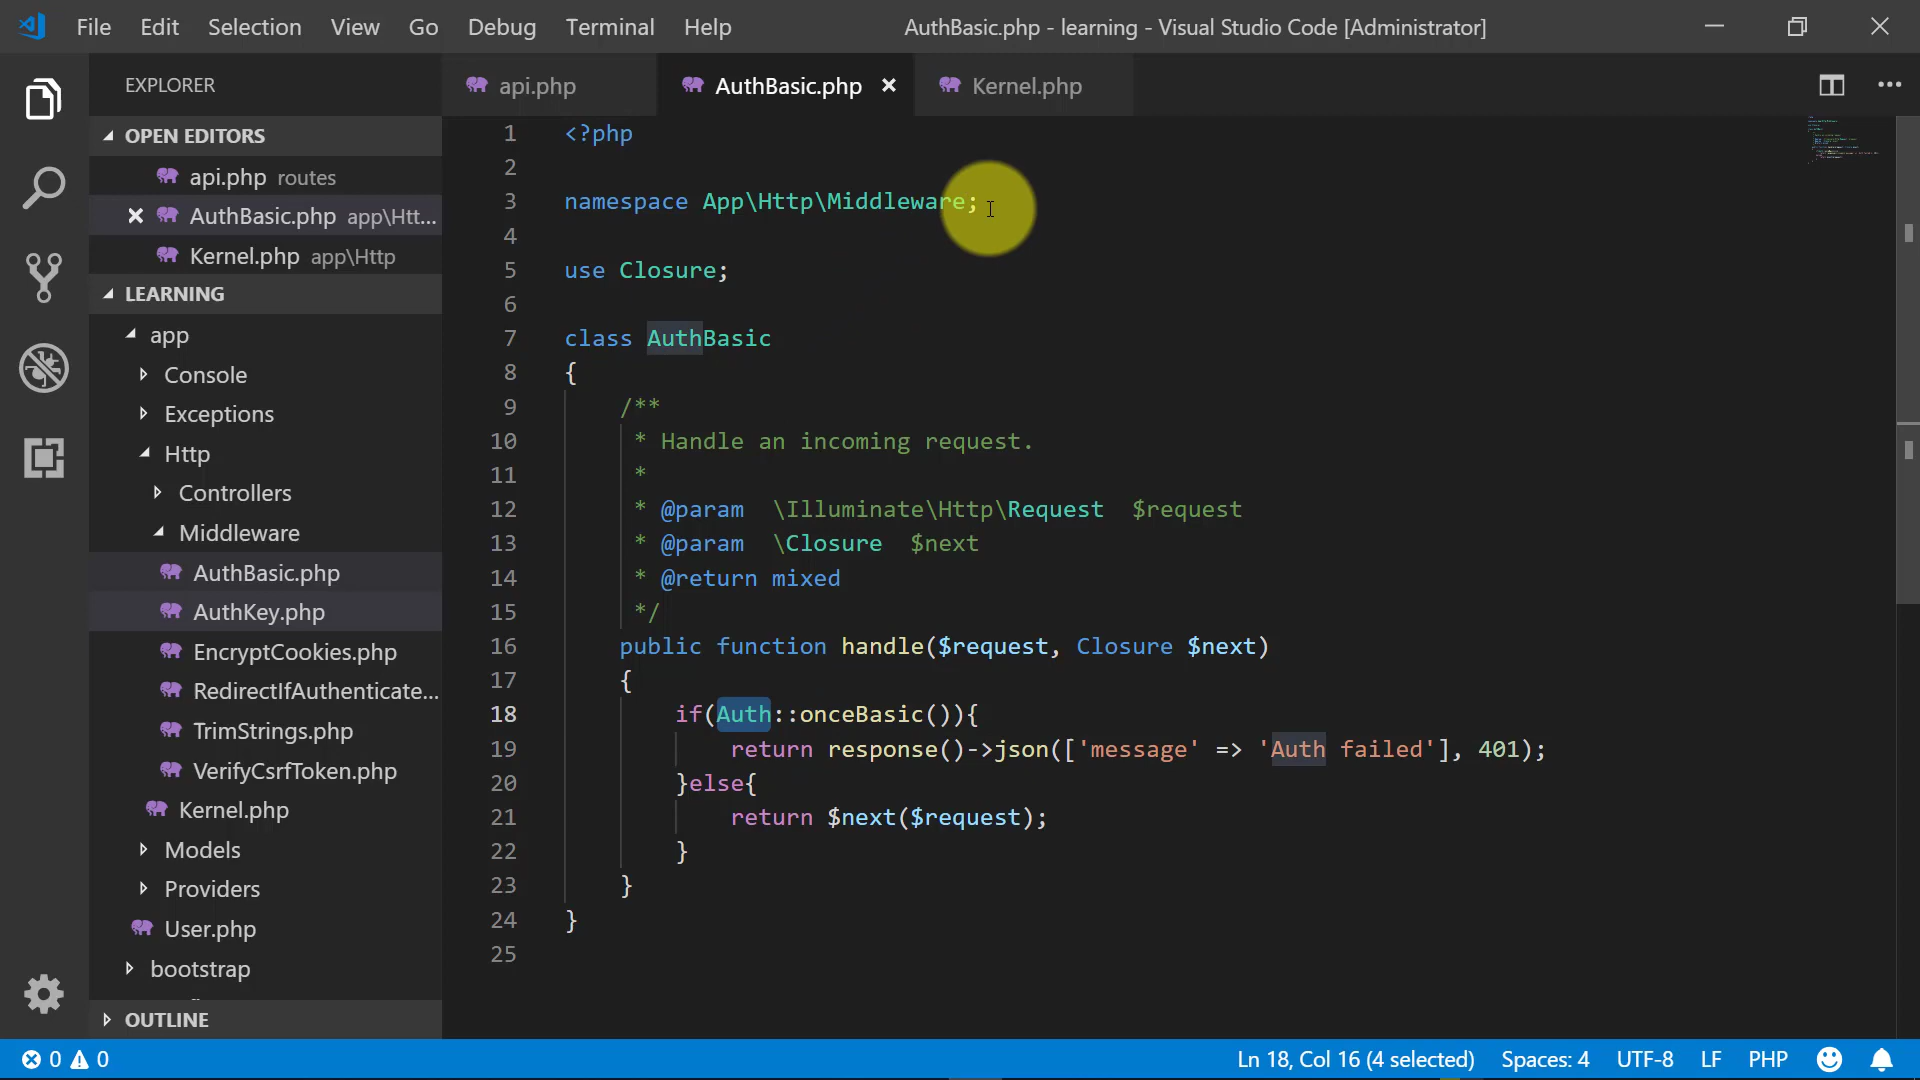 File Edit Selection View Go Debug Terminal Help
AuthBasic.php - learning - Visual Studio Code [Administrator]
EXPLORER
api.php
AuthBasic.php
Kernel.php
OPEN EDITORS
api.php routes
AuthBasic.php app\Htt...
Kernel.php app\Http
LEARNING
app
Console
Exceptions
Http
Controllers
Middleware
AuthBasic.php
AuthKey.php
EncryptCookies.php
RedirectIfAuthenticate...
TrimStrings.php
VerifyCsrfToken.php
Kernel.php
Models
Providers
User.php
bootstrap
OUTLINE
1 <?php
2
3 namespace App\Http\Middleware;
4
5 use Closure;
6
7 class AuthBasic
8 {
9 /**
10 * Handle an incoming request.
11 *
12 * @param \Illuminate\Http\Request $request
13 * @param \Closure $next
14 * @return mixed
15 */
16 public function handle($request, Closure $next)
17 {
18 if(Auth::onceBasic()){
19 return response()->json(['message' => 'Auth failed'], 401);
20 }else{
21 return $next($request);
22 }
23 }
24 }
25
0 0
Ln 18, Col 16 (4 selected) Spaces: 4 UTF-8 LF PHP